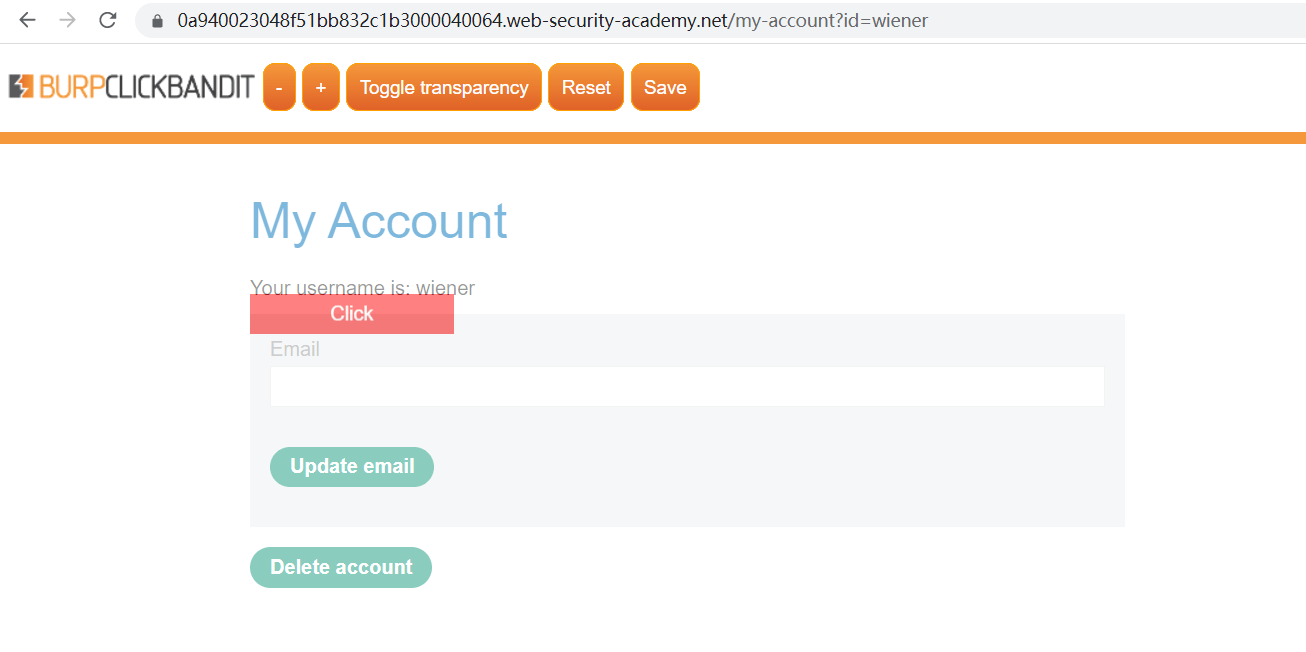 0a940023048f51bb832c1b3000040064.web-security-academy.net/my-account?id=wiener
BURPCLICKBANDIT - + Toggle transparency Reset Save
My Account
Your username is: wiener
Click
Email
Update email
Delete account